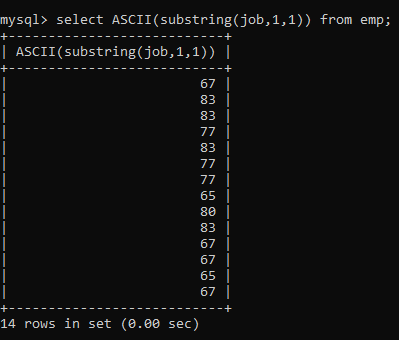 mysql> select ASCII(substring(job,1,1)) from emp;
+---------------------------+
| ASCII(substring(job,1,1)) |
+---------------------------+
|                        67 |
|                        83 |
|                        83 |
|                        77 |
|                        83 |
|                        77 |
|                        77 |
|                        65 |
|                        80 |
|                        83 |
|                        67 |
|                        67 |
|                        65 |
|                        67 |
+---------------------------+
14 rows in set (0.00 sec)